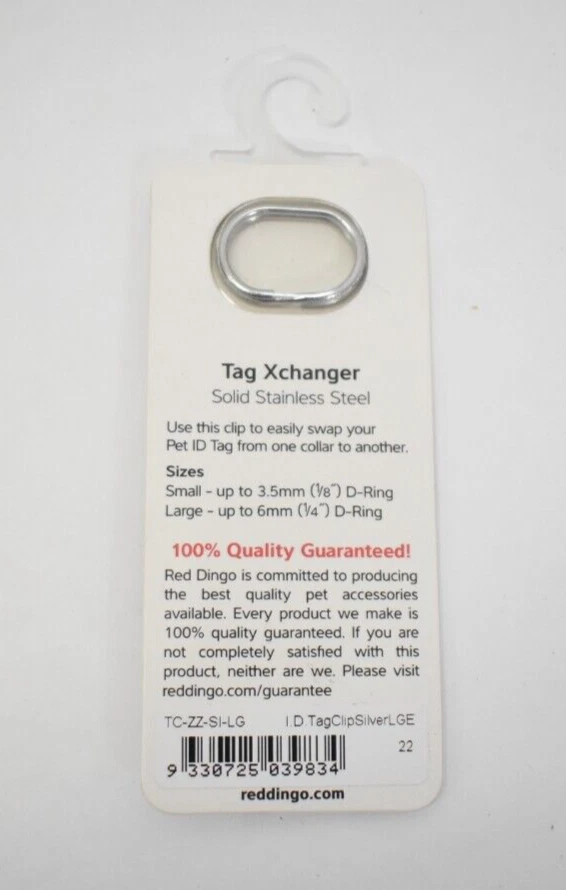 Tag Xchanger
Solid Stainless Steel
Use this clip to easily swap your
Pet ID Tag from one collar to another.
Sizes
Small - up to 3.5mm (1/8") D-Ring
Large - up to 6mm (1/4") D-Ring
100% Quality Guaranteed!
Red Dingo is committed to producing
the best quality pet accessories
available. Every product we make is
100% quality guaranteed. If you are
not completely satisfied with this
product, neither are we. Please visit
reddingo.com/guarantee
TC-ZZ-SI-LG I D TagClipSilverLGE
22
9 330725 039834
reddingo.com